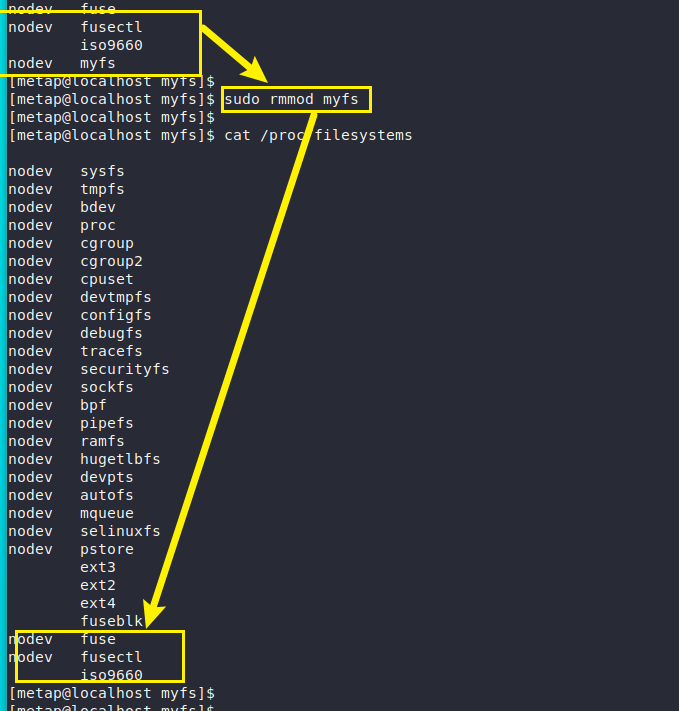 nodev   fuse
nodev   fusectl
        iso9660
nodev   myfs
[metap@localhost myfs]$
[metap@localhost myfs]$ sudo rmmod myfs
[metap@localhost myfs]$
[metap@localhost myfs]$ cat /proc/filesystems
nodev   sysfs
nodev   tmpfs
nodev   bdev
nodev   proc
nodev   cgroup
nodev   cgroup2
nodev   cpuset
nodev   devtmpfs
nodev   configfs
nodev   debugfs
nodev   tracefs
nodev   securityfs
nodev   sockfs
nodev   bpf
nodev   pipefs
nodev   ramfs
nodev   hugetlbfs
nodev   devpts
nodev   autofs
nodev   mqueue
nodev   selinuxfs
nodev   pstore
        ext3
        ext2
        ext4
        fuseblk
nodev   fuse
nodev   fusectl
        iso9660
[metap@localhost myfs]$
[metap@localhost myfs]$